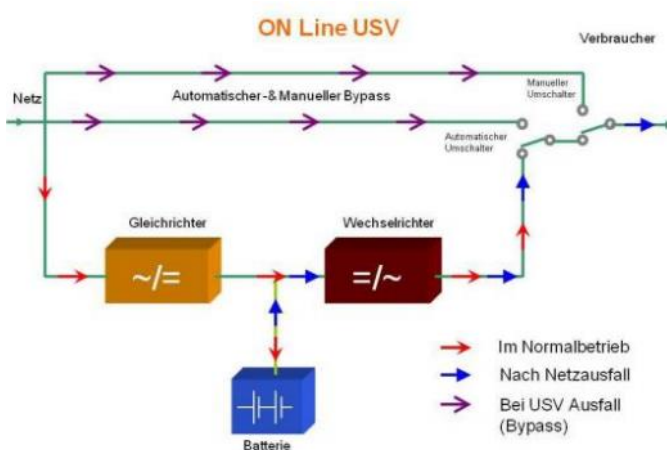 ON Line USV
Verbraucher
Manueller
Umschalter
Netz
Automatischer-& Manueller Bypass
Automatischer
Umschalter
Gleichrichter
Wechselrichter
~/=
=/~
Im Normalbetrieb
Nach Netzausfall
Bei USV Ausfall
(Bypass)
Batterie